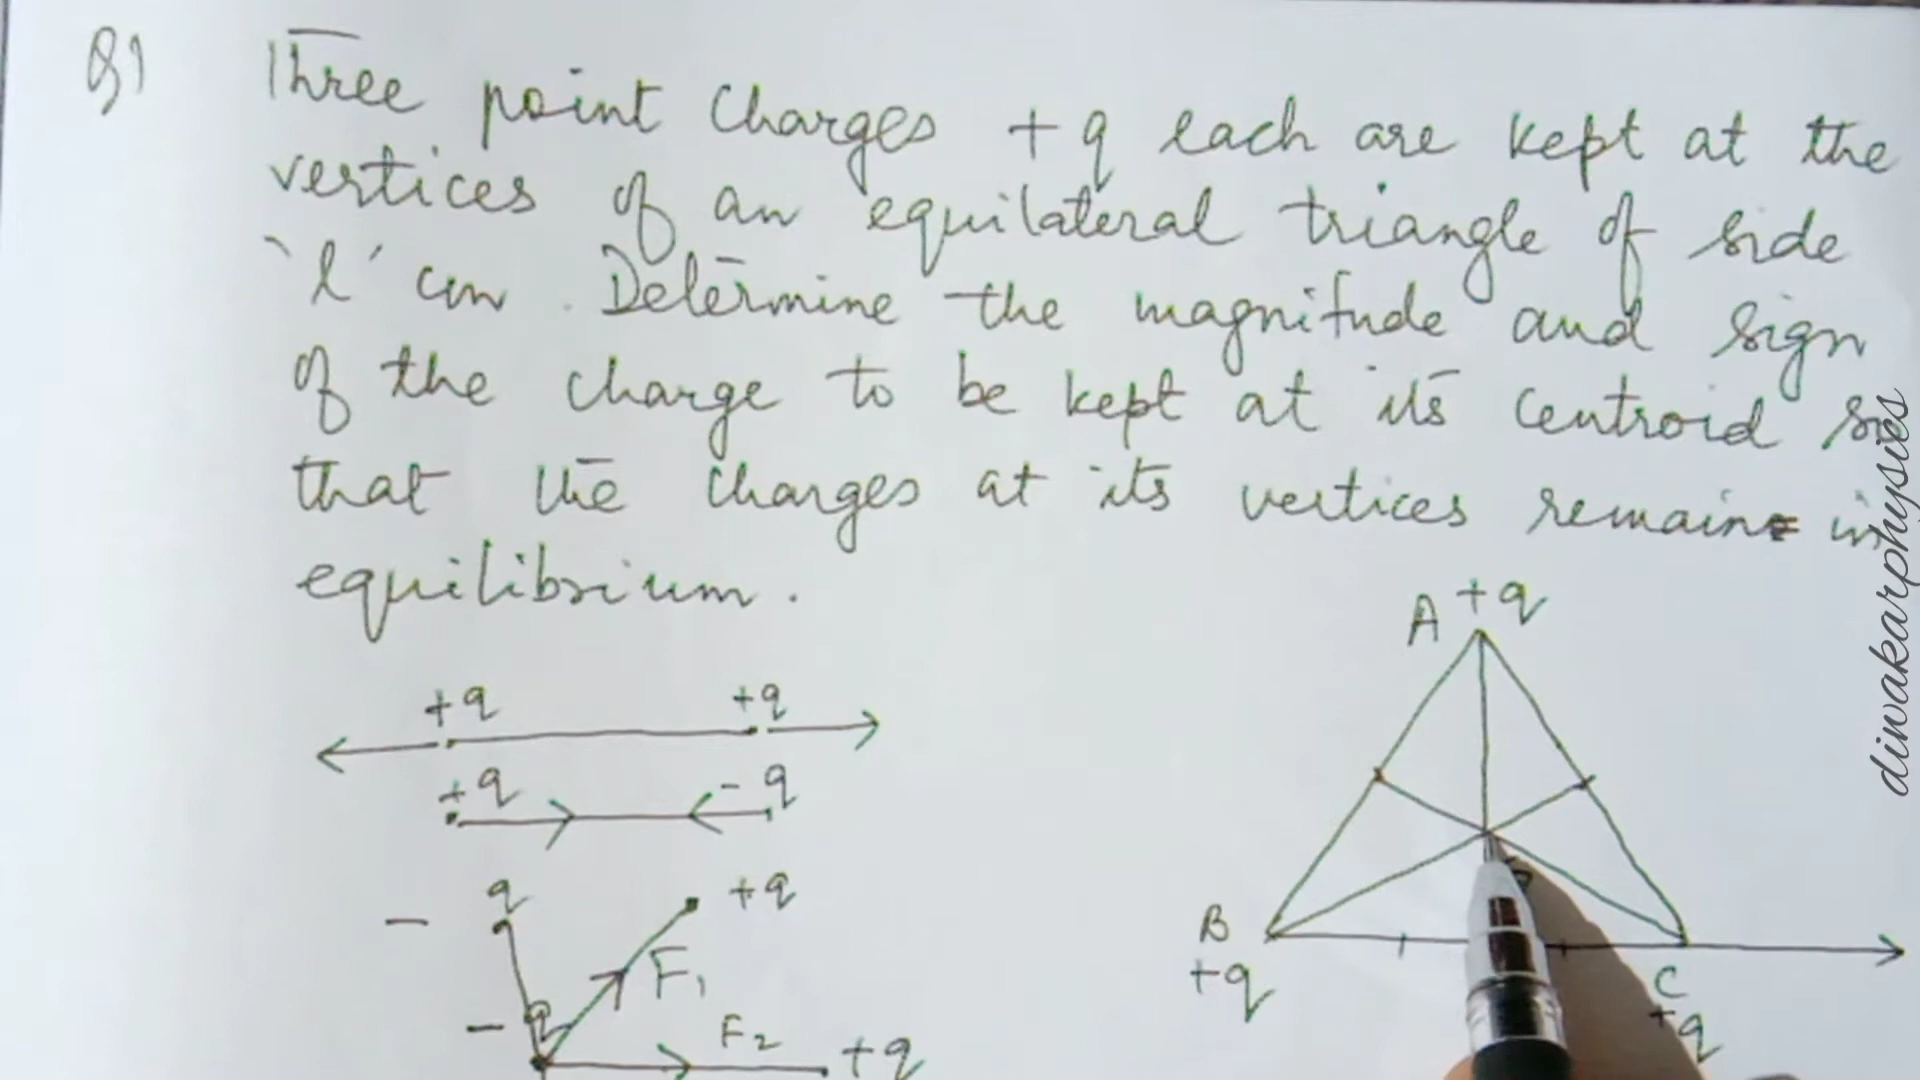 Q1
Three point charges +q each are kept at the
vertices of an equilateral triangle of side
'l' cm. Determine the magnitude and sign
of the charge to be kept at its centroid so
that the charges at its vertices remain in
equilibrium.
A +q
+q +q
+q -q
- q +q
F1
B
+q
C
+q
- q F2 +q
diwakarphysics